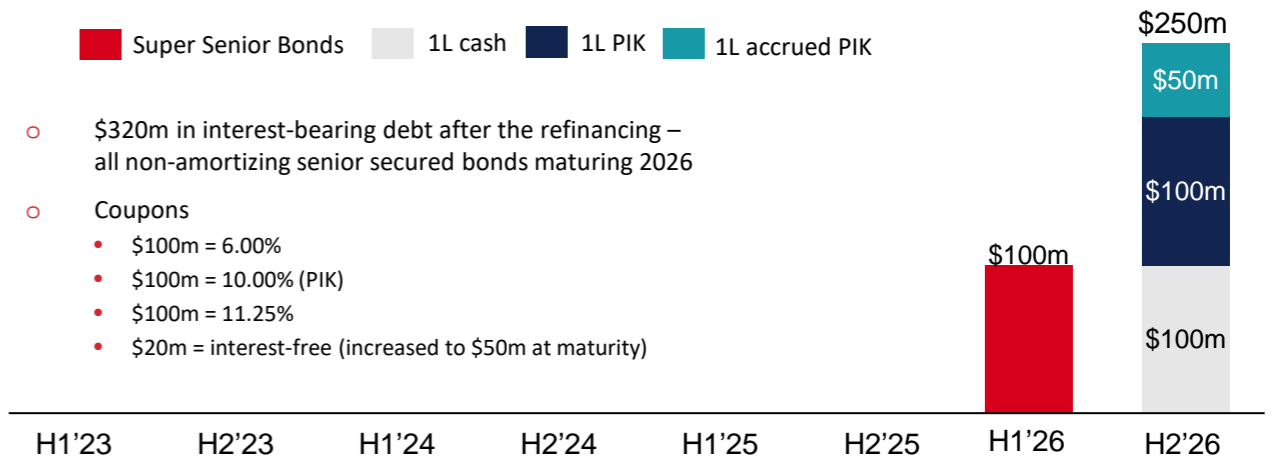 Super Senior Bonds 1L cash 1L PIK 1L accrued PIK
o $320m in interest-bearing debt after the refinancing –
all non-amortizing senior secured bonds maturing 2026
o Coupons
• $100m = 6.00%
• $100m = 10.00% (PIK)
• $100m = 11.25%
• $20m = interest-free (increased to $50m at maturity)
$100m
$250m
$50m
$100m
$100m
H1’23 H2’23 H1’24 H2’24 H1’25 H2’25 H1’26 H2’26